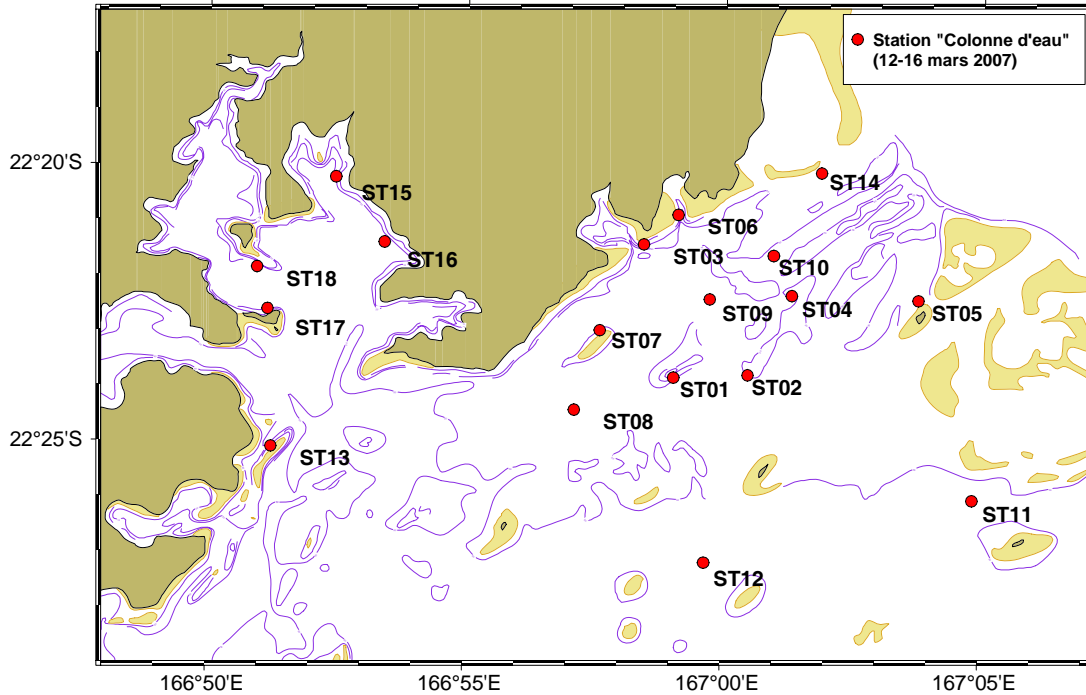 Station "Colonne d'eau"
(12-16 mars 2007)
22°20'S
ST14
ST15
ST06
ST03
ST16
ST10
ST18
ST09
ST04
ST05
ST17
ST07
ST01
ST02
ST08
22°25'S
ST13
ST11
ST12
166°50'E
166°55'E
167°00'E
167°05'E